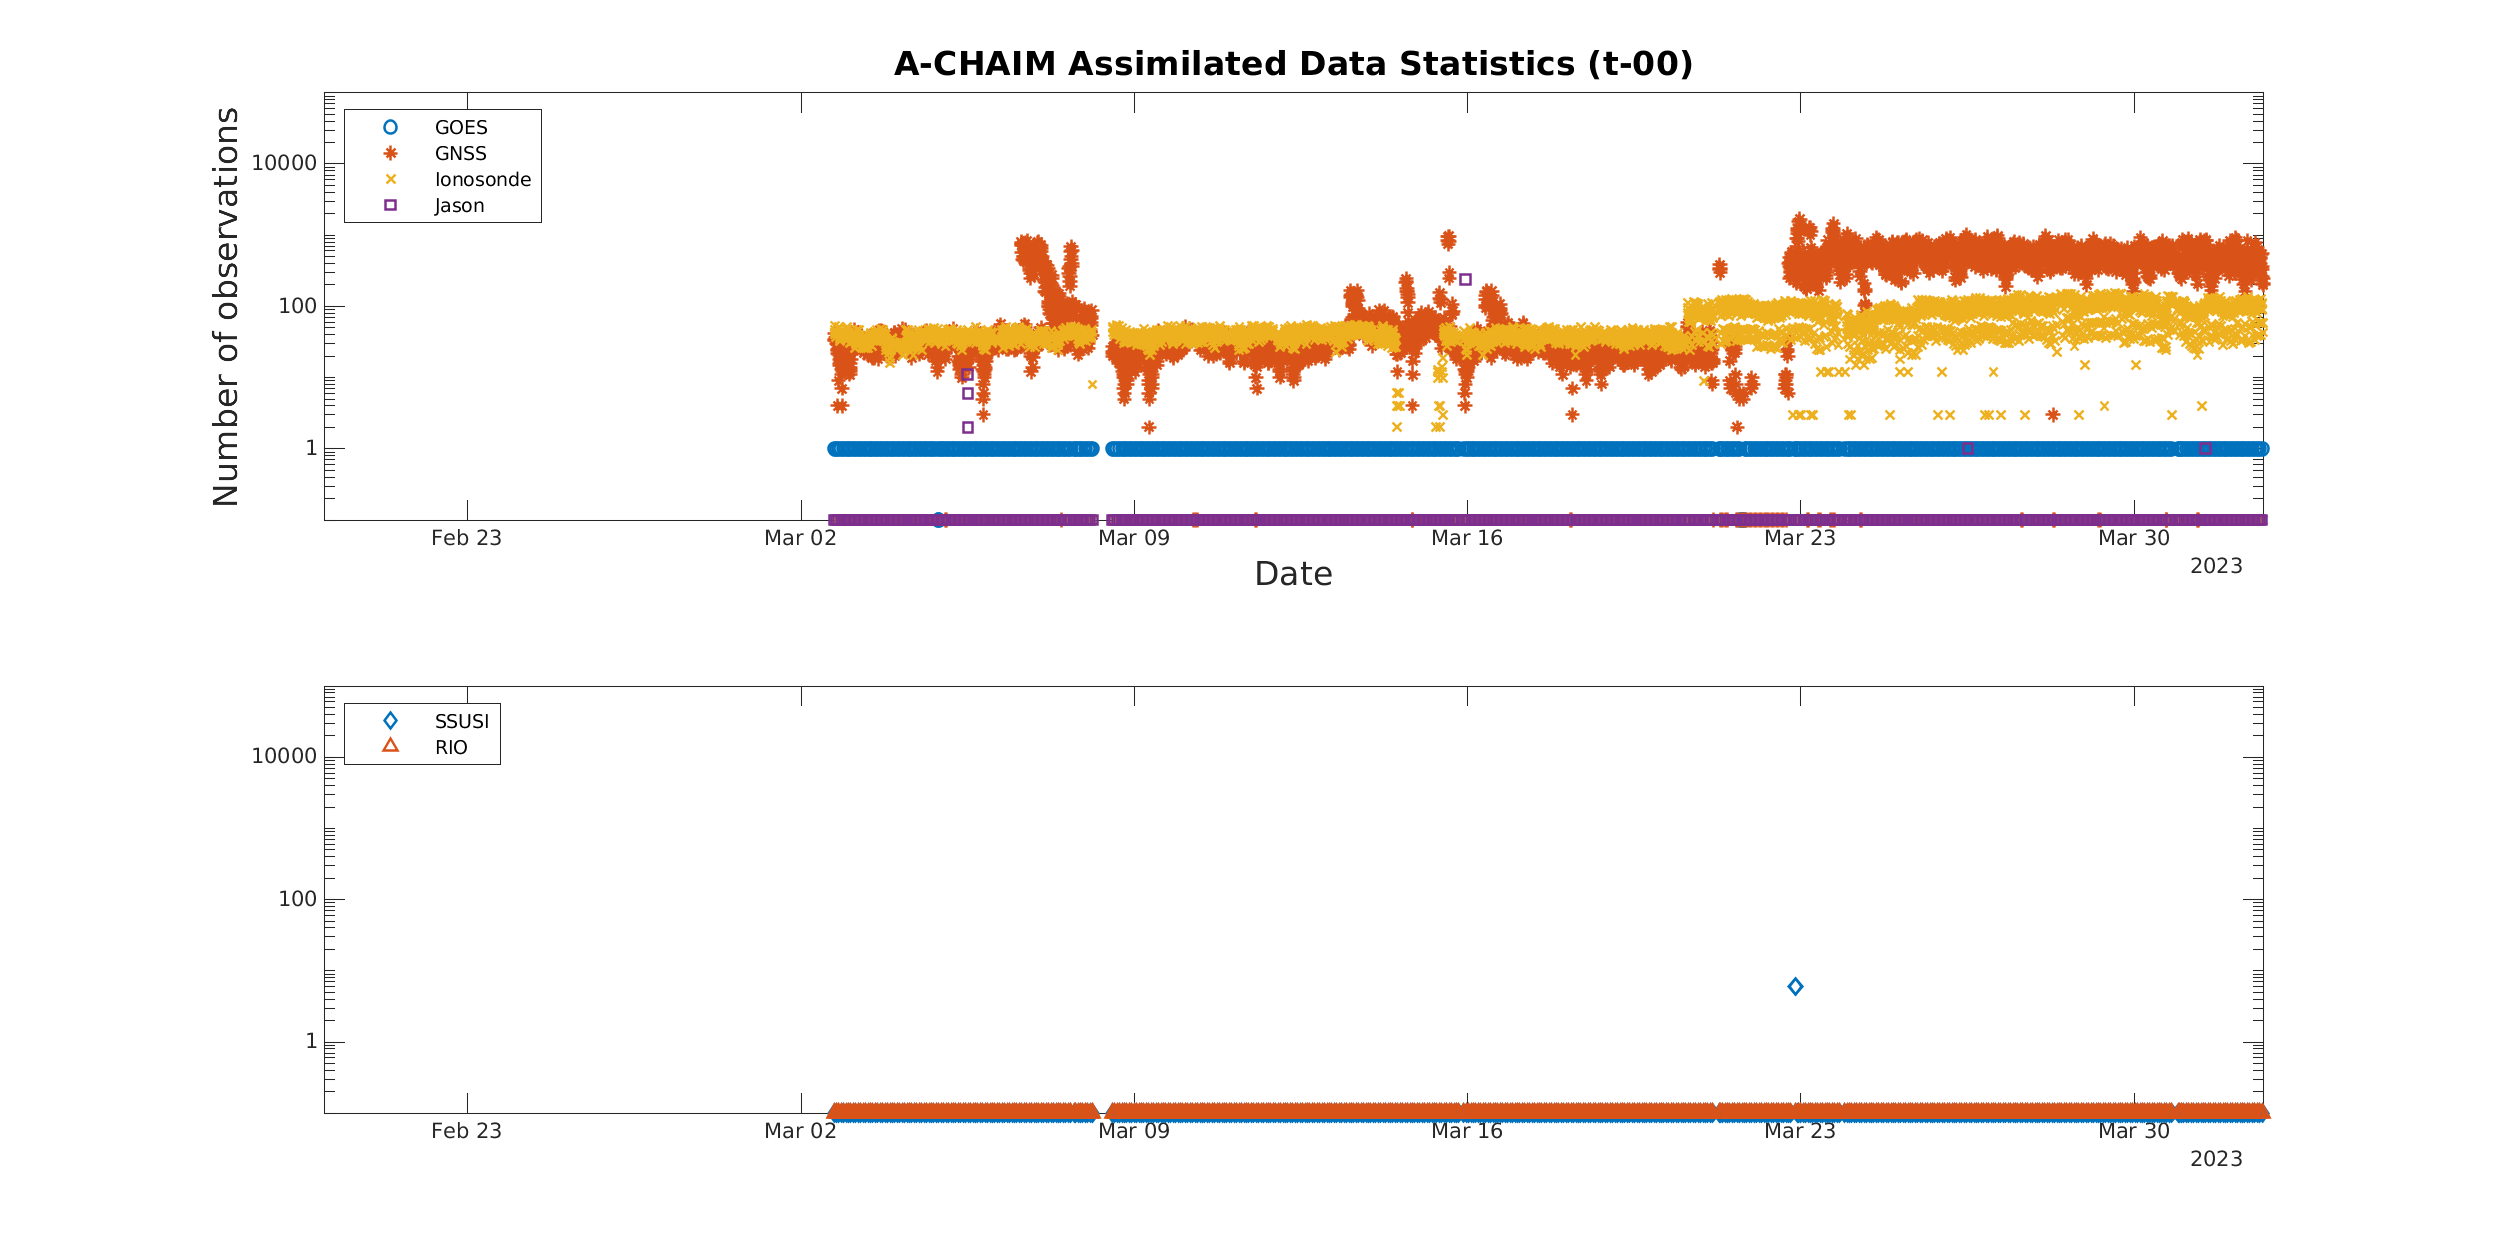 A-CHAIM Assimilated Data Statistics (t-00)
Number of observations
10000
100
1
GOES
GNSS
Ionosonde
Jason
Feb 23 Mar 02 Mar 09 Mar 16 Mar 23 Mar 30
2023
Date
10000
100
1
SSUSI
RIO
Feb 23 Mar 02 Mar 09 Mar 16 Mar 23 Mar 30
2023